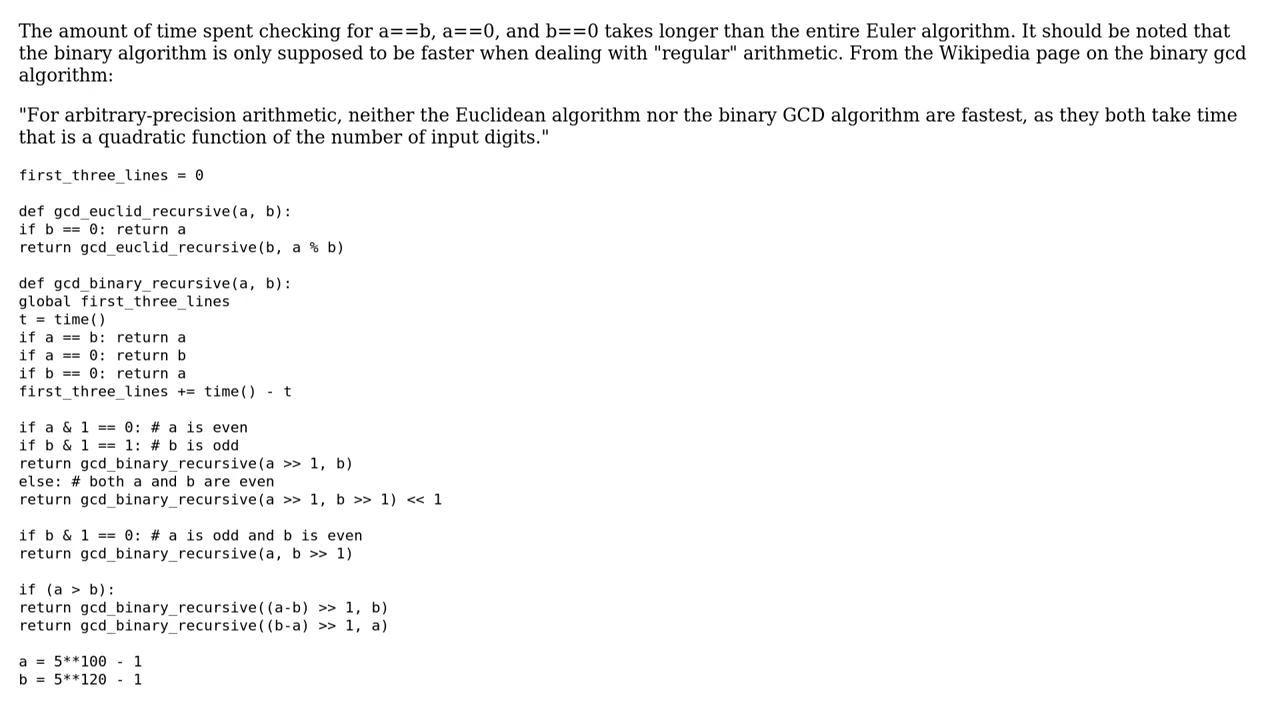 The amount of time spent checking for a==b, a==0, and b==0 takes longer than the entire Euler algorithm. It should be noted that
the binary algorithm is only supposed to be faster when dealing with "regular" arithmetic. From the Wikipedia page on the binary gcd
algorithm:
"For arbitrary-precision arithmetic, neither the Euclidean algorithm nor the binary GCD algorithm are fastest, as they both take time
that is a quadratic function of the number of input digits."
first_three_lines = 0
def gcd_euclid_recursive(a, b):
if b == 0: return a
return gcd_euclid_recursive(b, a % b)
def gcd_binary_recursive(a, b):
global first_three_lines
t = time()
if a == b: return a
if a == 0: return b
if b == 0: return a
first_three_lines += time() - t
if a & 1 == 0: # a is even
if b & 1 == 1: # b is odd
return gcd_binary_recursive(a >> 1, b)
else: # both a and b are even
return gcd_binary_recursive(a >> 1, b >> 1) << 1
if b & 1 == 0: # a is odd and b is even
return gcd_binary_recursive(a, b >> 1)
if (a > b):
return gcd_binary_recursive((a-b) >> 1, b)
return gcd_binary_recursive((b-a) >> 1, a)
a = 5**100 - 1
b = 5**120 - 1